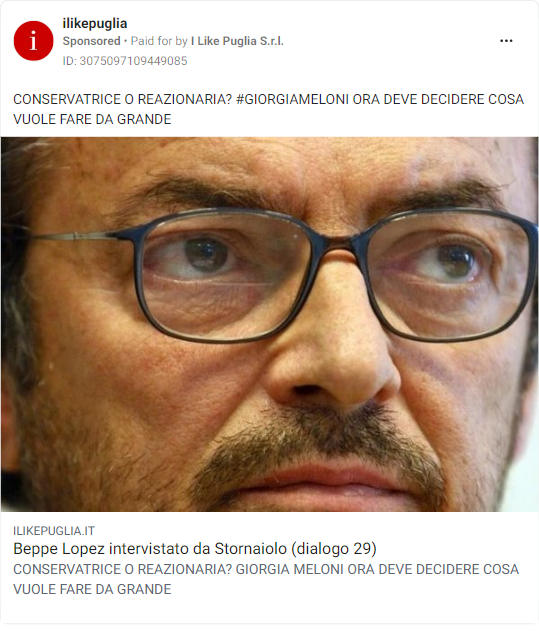 ilikepuglia
Sponsored • Paid for by I Like Puglia S.r.l.
ID: 3075097109449085
CONSERVATRICE O REAZIONARIA? #GIORGIAMELONI ORA DEVE DECIDERE COSA
VUOLE FARE DA GRANDE
ILIKEPUGLIA.IT
Beppe Lopez intervistato da Stornaiolo (dialogo 29)
CONSERVATRICE O REAZIONARIA? GIORGIA MELONI ORA DEVE DECIDERE COSA
VUOLE FARE DA GRANDE